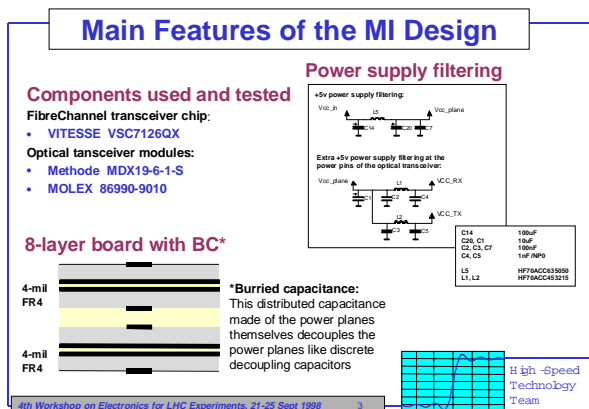 Main Features of the MI Design
Components used and tested
FibreChannel transceiver chip:
• VITESSE VSC7126QX
Optical tansceiver modules:
• Methode MDX19-6-1-S
• MOLEX 86990-9010
Power supply filtering
+5v power supply filtering:
Vcc_in L5 Vcc_plane
C14 C20 C7
Extra +5v power supply filtering at the
power pins of the optical transceiver:
Vcc_plane L1 VCC_RX
C1 C2 C4
L2 VCC_TX
C3 C5
C14 100uF
C20, C1 10uF
C2, C3, C7 100nF
C4, C5 1nF /NP0
L5 HF70ACC635050
L1, L2 HF70ACC453215
8-layer board with BC*
4-mil
FR4
4-mil
FR4
*Burried capacitance:
This distributed capacitance
made of the power planes
themselves decouples the
power planes like discrete
decoupling capacitors
High -Speed
Technology
Team
4th Workshop on Electronics for LHC Experiments, 21-25 Sept 1998 3